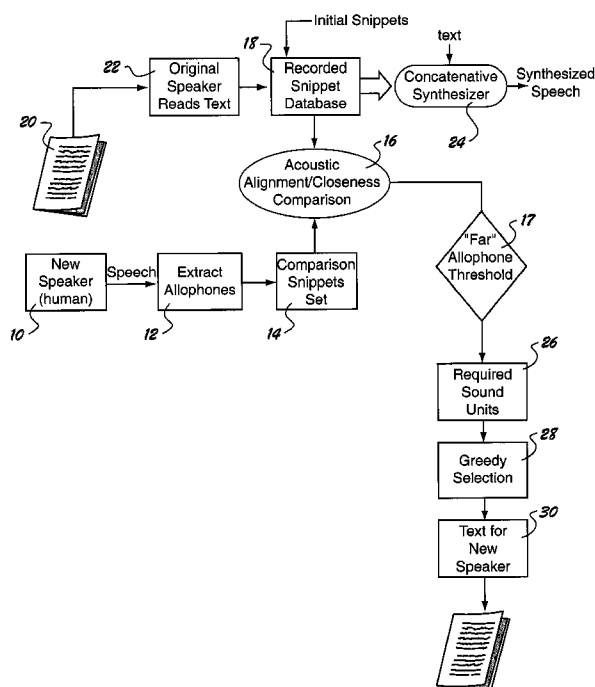 Initial Snippets
22
Original
Speaker
Reads Text
18
Recorded
Snippet
Database
text
Concatenative
Synthesizer
24
Synthesized
Speech
20
16
Acoustic
Alignment/Closeness
Comparison
17
"Far"
Allophone
Threshold
New
Speaker
(human)
10
Speech
Extract
Allophones
12
Comparison
Snippets
Set
14
26
Required
Sound
Units
28
Greedy
Selection
30
Text for
New
Speaker